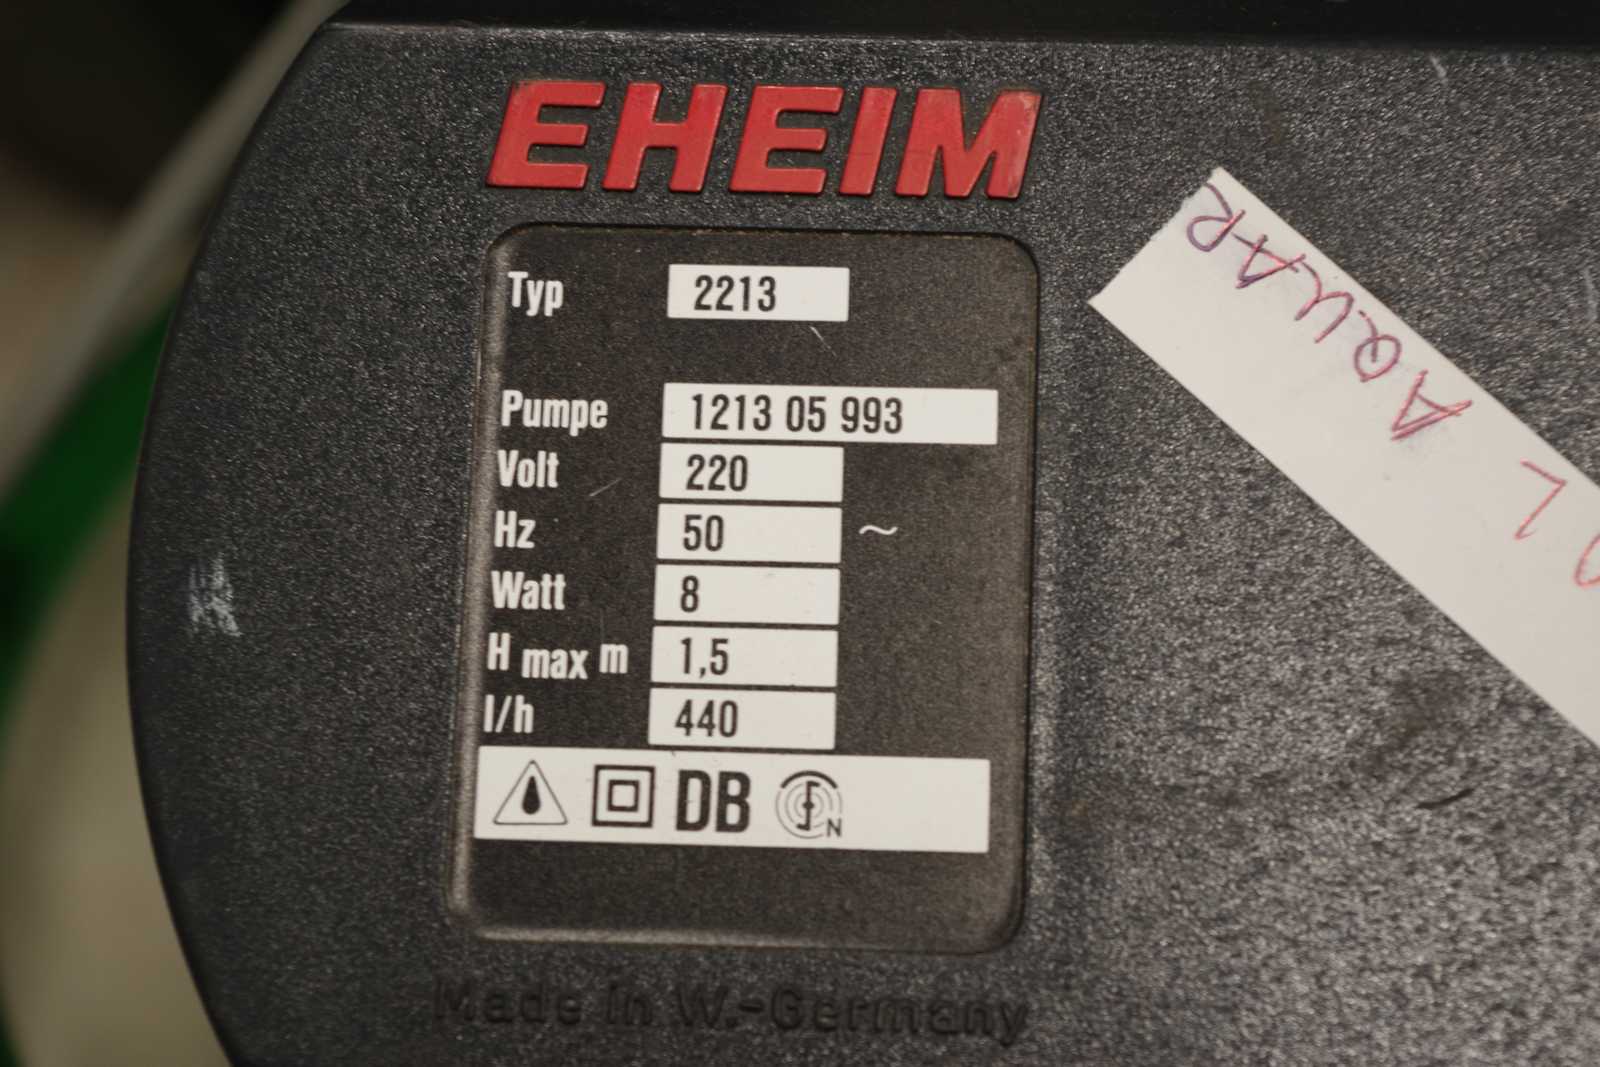 EHEIM
Typ 2213
Pumpe 1213 05 993
Volt 220
Hz 50 ~
Watt 8
H max m 1,5
l/h 440
DB N
Made in W.-Germany
L AQUAR